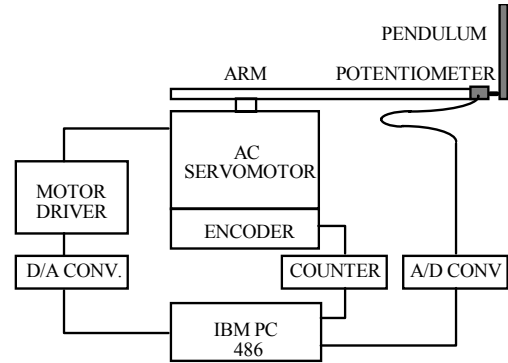 PENDULUM
ARM
POTENTIOMETER
AC
SERVOMOTOR
MOTOR
DRIVER
ENCODER
D/A CONV.
COUNTER
A/D CONV
IBM PC
486